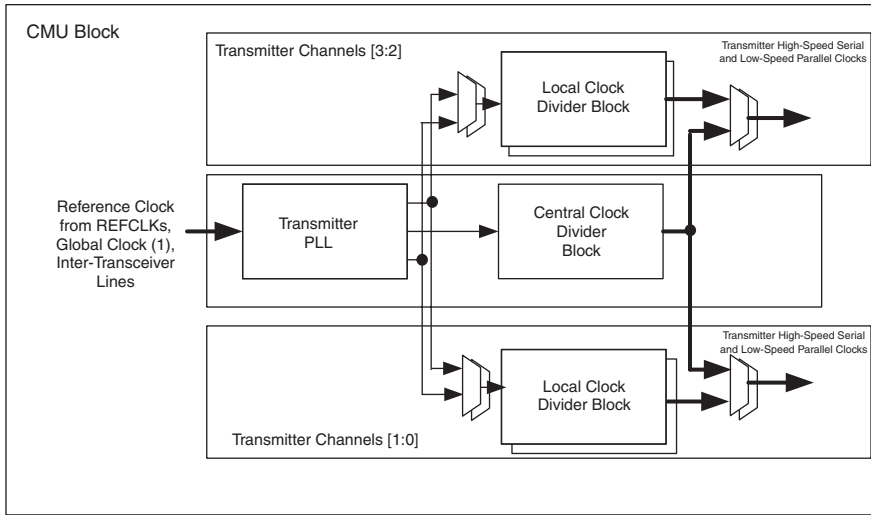 CMU Block
Transmitter Channels [3:2]
Local Clock
Divider Block
Transmitter High-Speed Serial
and Low-Speed Parallel Clocks
Reference Clock
from REFCLKs,
Global Clock (1),
Inter-Transceiver
Lines
Transmitter
PLL
Central Clock
Divider
Block
Transmitter High-Speed Serial
and Low-Speed Parallel Clocks
Local Clock
Divider Block
Transmitter Channels [1:0]